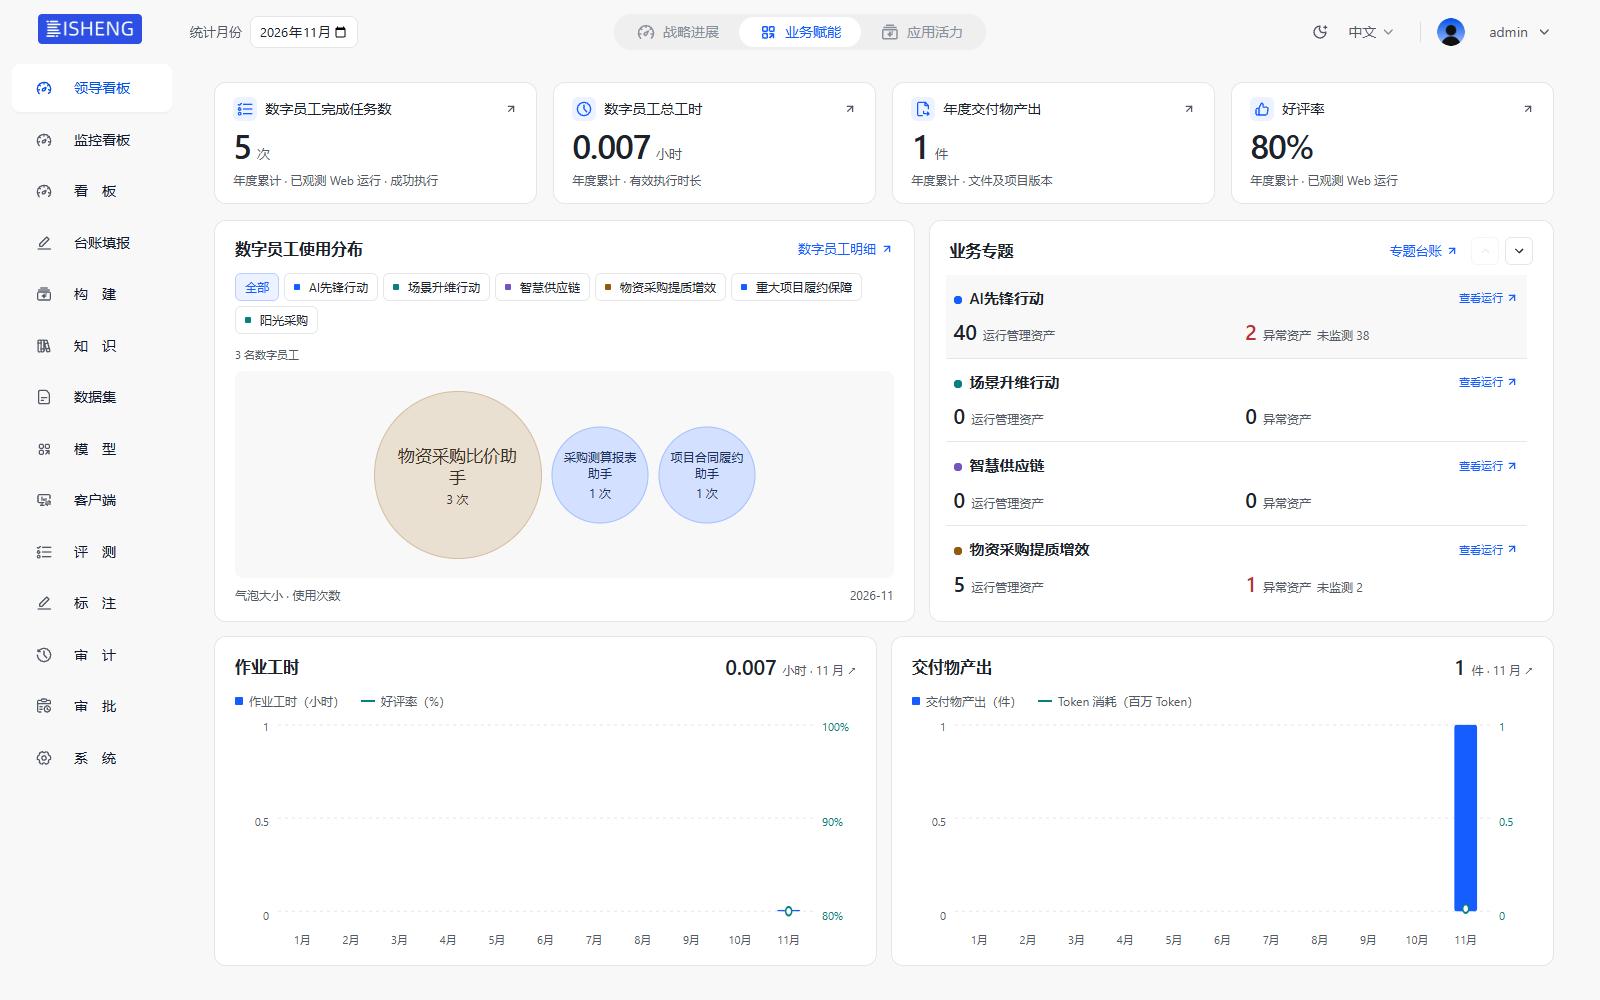 ISHENG
统计月份 2026年11月
战略进展 业务赋能 应用活力
中文 admin
领导看板
监控看板
看 板
台账填报
构 建
知 识
数据集
模 型
客户端
评 测
标 注
审 计
审 批
系 统
数字员工完成任务数
5 次
年度累计 · 已观测 Web 运行 · 成功执行
数字员工总工时
0.007 小时
年度累计 · 有效执行时长
年度交付物产出
1 件
年度累计 · 文件及项目版本
好评率
80%
年度累计 · 已观测 Web 运行
数字员工使用分布 数字员工明细
全部 AI先锋行动 场景升维行动 智慧供应链 物资采购提质增效 重大项目履约保障
阳光采购
3 名数字员工
物资采购比价助
手
3 次
采购测算报表
助手
1 次
项目合同履约
助手
1 次
气泡大小 · 使用次数 2026-11
业务专题 专题台账
AI先锋行动 查看运行
40 运行管理资产 2 异常资产 未监测 38
场景升维行动 查看运行
0 运行管理资产 0 异常资产
智慧供应链 查看运行
0 运行管理资产 0 异常资产
物资采购提质增效 查看运行
5 运行管理资产 1 异常资产 未监测 2
作业工时 0.007 小时 · 11 月
作业工时（小时） 好评率（%）
1 100%
0.5 90%
0 80%
1月 2月 3月 4月 5月 6月 7月 8月 9月 10月 11月
交付物产出 1 件 · 11 月
交付物产出（件） Token 消耗（百万 Token）
1 1
0.5 0.5
0 0
1月 2月 3月 4月 5月 6月 7月 8月 9月 10月 11月